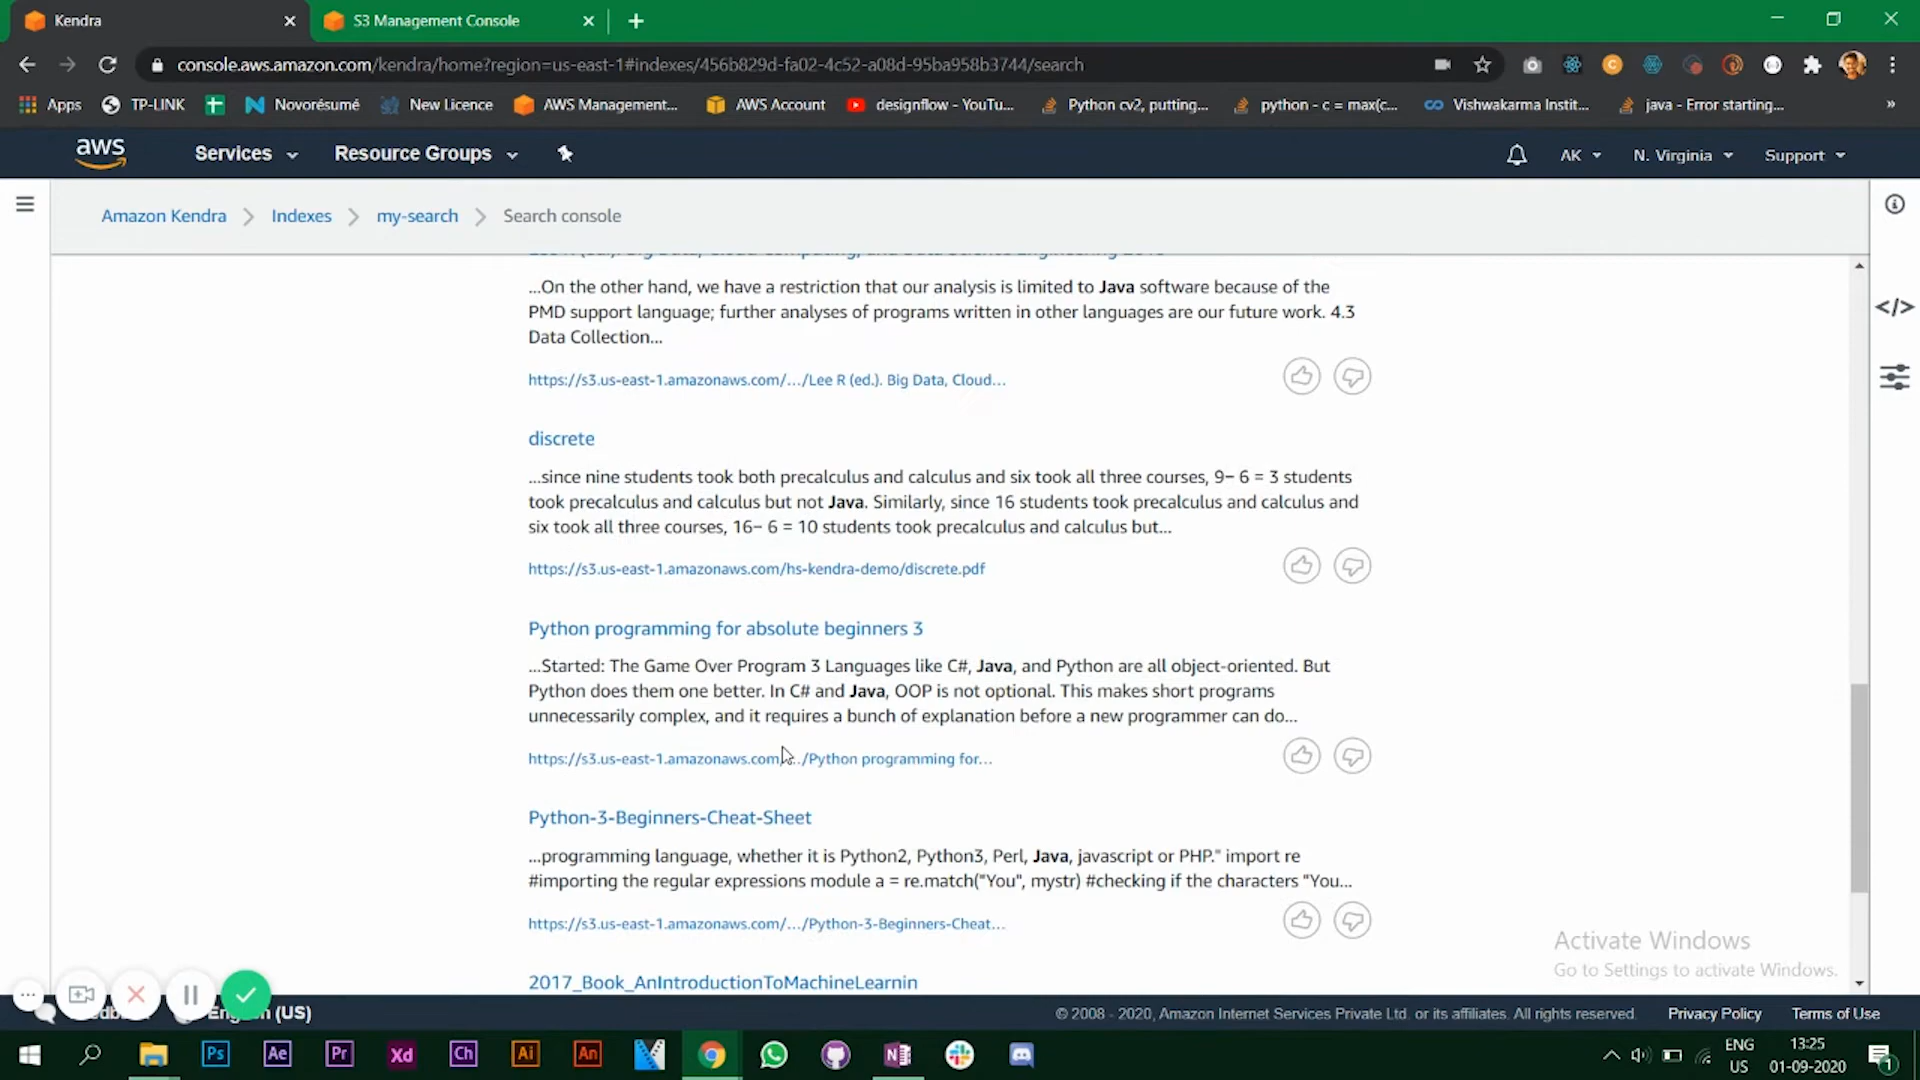 Kendra
S3 Management Console
console.aws.amazon.com/kendra/home?region=us-east-1#indexes/456b829d-fa02-4c52-a08d-95ba958b3744/search
Apps
TP-LINK
Novorésumé
New Licence
AWS Management...
AWS Account
designflow - YouTu...
Python cv2, putting...
python - c = max(c...
Vishwakarma Instit...
java - Error starting...
»
aws
Services
Resource Groups
AK
N. Virginia
Support
Amazon Kendra
Indexes
my-search
Search console
...On the other hand, we have a restriction that our analysis is limited to Java software because of the
PMD support language; further analyses of programs written in other languages are our future work. 4.3
Data Collection...
https://s3.us-east-1.amazonaws.com/.../Lee R (ed.). Big Data, Cloud...
discrete
...since nine students took both precalculus and calculus and six took all three courses, 9− 6 = 3 students
took precalculus and calculus but not Java. Similarly, since 16 students took precalculus and calculus and
six took all three courses, 16− 6 = 10 students took precalculus and calculus but...
https://s3.us-east-1.amazonaws.com/hs-kendra-demo/discrete.pdf
Python programming for absolute beginners 3
...Started: The Game Over Program 3 Languages like C#, Java, and Python are all object-oriented. But
Python does them one better. In C# and Java, OOP is not optional. This makes short programs
unnecessarily complex, and it requires a bunch of explanation before a new programmer can do...
https://s3.us-east-1.amazonaws.com/.../Python programming for...
Python-3-Beginners-Cheat-Sheet
...programming language, whether it is Python2, Python3, Perl, Java, javascript or PHP." import re
#importing the regular expressions module a = re.match("You", mystr) #checking if the characters "You...
https://s3.us-east-1.amazonaws.com/.../Python-3-Beginners-Cheat...
2017_Book_AnIntroductionToMachineLearnin
Activate Windows
Go to Settings to activate Windows.
(US)
© 2008 - 2020, Amazon Internet Services Private Ltd. or its affiliates. All rights reserved.
Privacy Policy
Terms of Use
Ps
Ae
Pr
Xd
Ch
Ai
An
N
ENG
US
13:25
01-09-2020
1